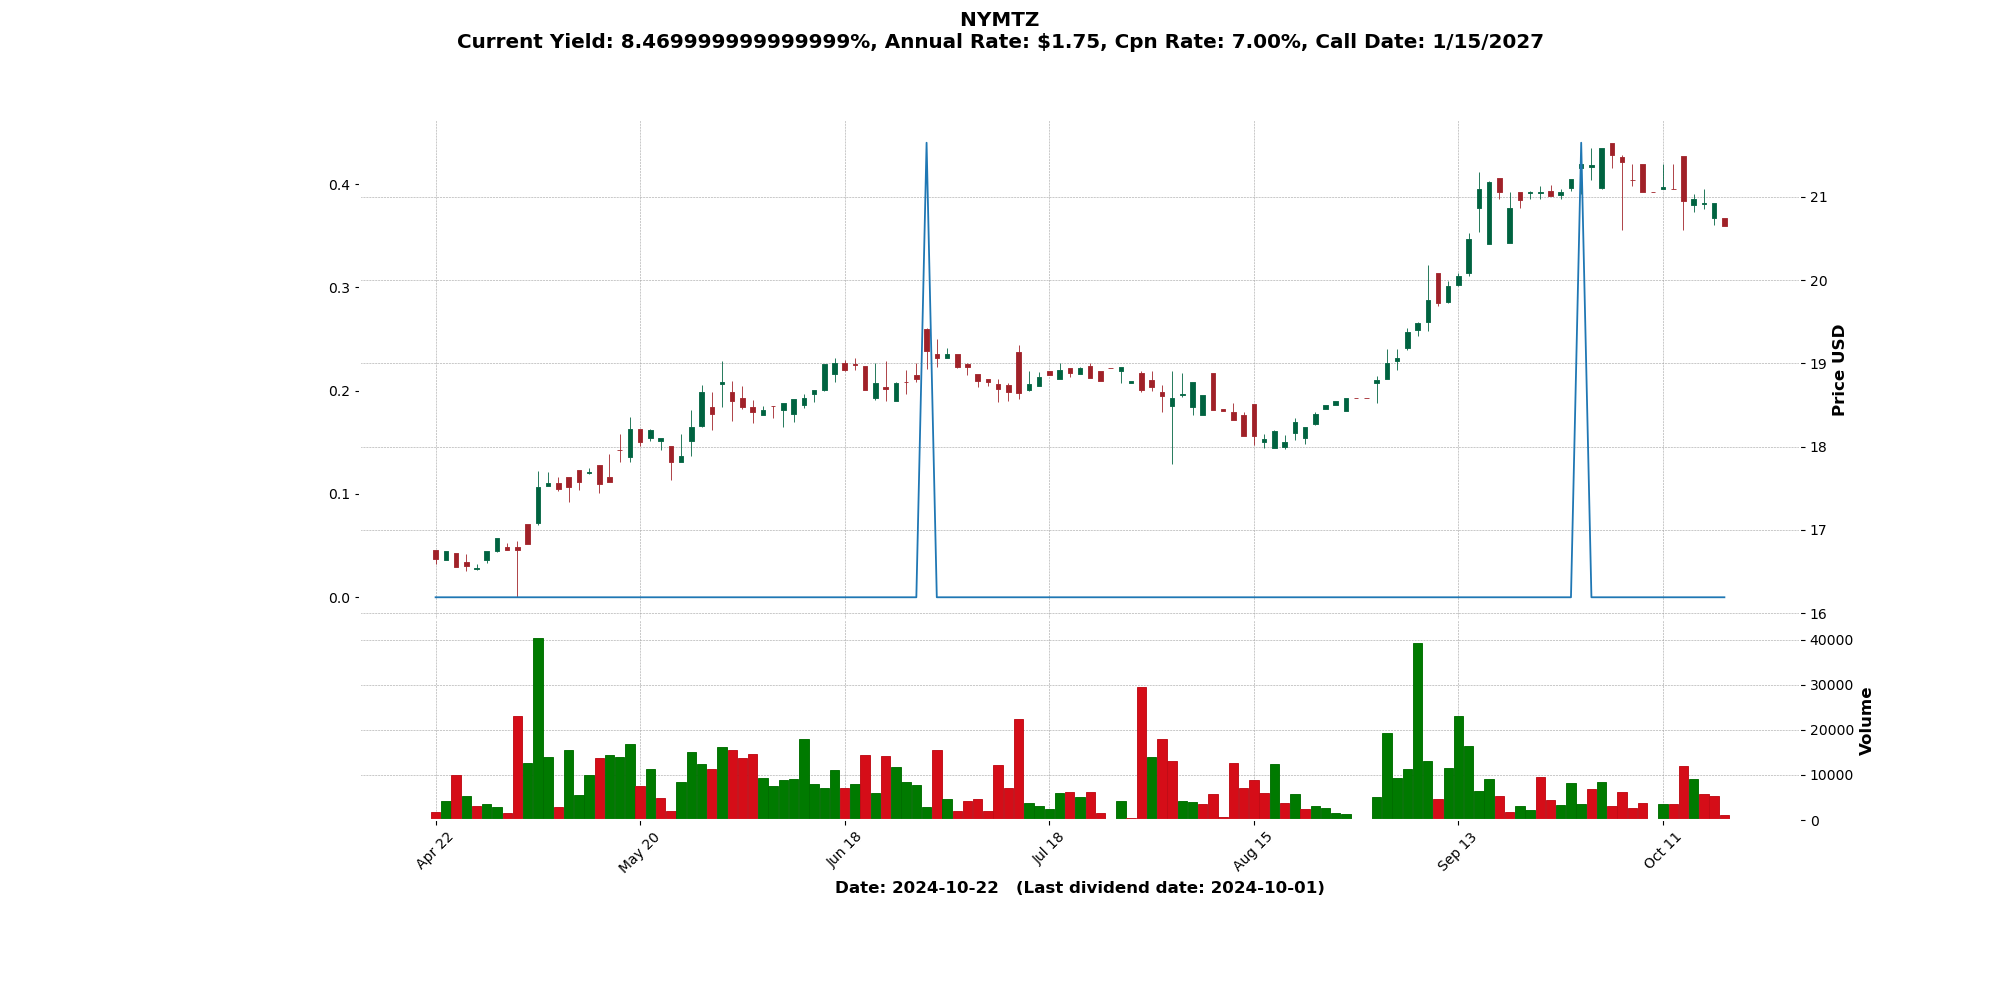 NYMTZ
Current Yield: 8.469999999999999%, Annual Rate: $1.75, Cpn Rate: 7.00%, Call Date: 1/15/2027
0.4
0.3
0.2
0.1
0.0
21
20
19
18
17
16
Price USD
40000
30000
20000
10000
0
Volume
Apr 22
May 20
Jun 18
Jul 18
Aug 15
Sep 13
Oct 11
Date: 2024-10-22 (Last dividend date: 2024-10-01)